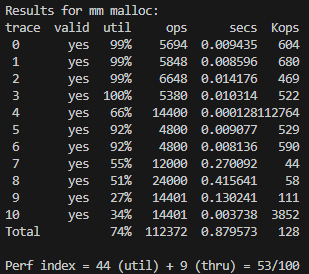 Results for mm malloc:
trace  valid  util     ops      secs  Kops
 0       yes   99%    5694  0.009435   604
 1       yes   99%    5848  0.008596   680
 2       yes   99%    6648  0.014176   469
 3       yes  100%    5380  0.010314   522
 4       yes   66%   14400  0.000128112764
 5       yes   92%    4800  0.009077   529
 6       yes   92%    4800  0.008136   590
 7       yes   55%   12000  0.270092    44
 8       yes   51%   24000  0.415641    58
 9       yes   27%   14401  0.130241   111
10       yes   34%   14401  0.003738  3852
Total          74%  112372  0.879573   128
Perf index = 44 (util) + 9 (thru) = 53/100